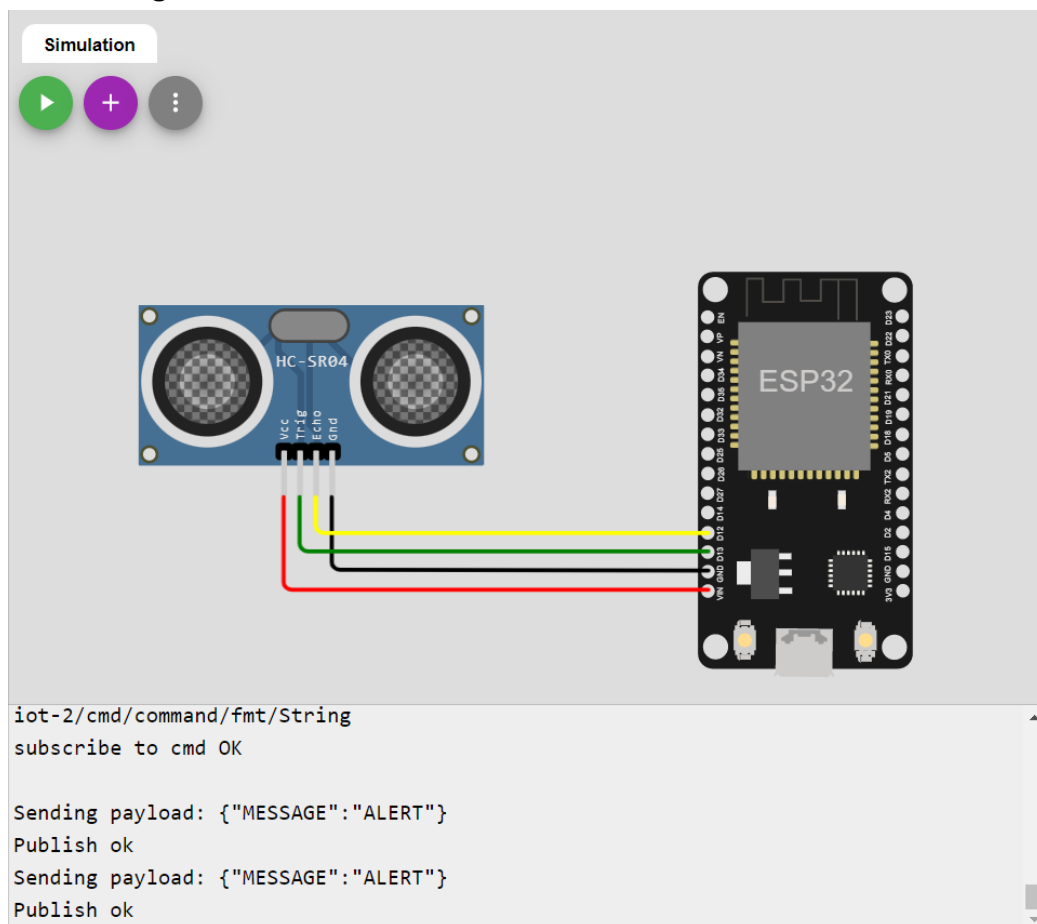 Simulation
HC-SR04
Vcc
Trig
Echo
Gnd
ESP32
EN
VP
VN
D34
D35
D32
D33
D25
D26
D27
D14
D12
D13
GND
VIN
D23
D22
TX0
RX0
D21
D19
D18
D5
TX2
RX2
D4
D2
D15
GND
3V3
iot-2/cmd/command/fmt/String
subscribe to cmd OK
Sending payload: {"MESSAGE":"ALERT"}
Publish ok
Sending payload: {"MESSAGE":"ALERT"}
Publish ok